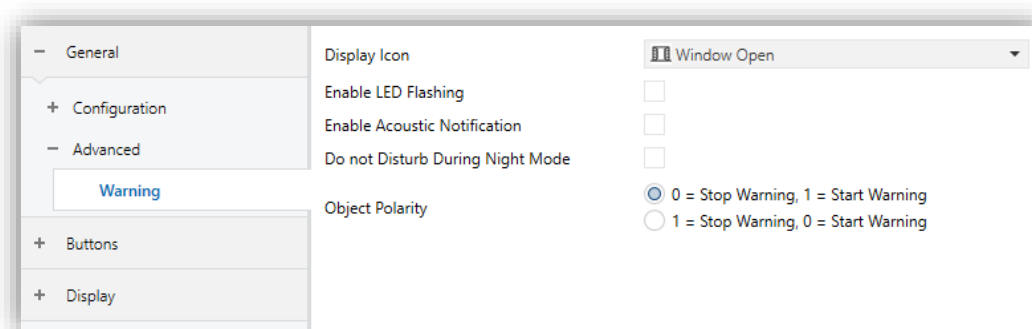 General
Configuration
Advanced
Warning
Buttons
Display
Display Icon
Window Open
Enable LED Flashing
Enable Acoustic Notification
Do not Disturb During Night Mode
Object Polarity
0 = Stop Warning, 1 = Start Warning
1 = Stop Warning, 0 = Start Warning